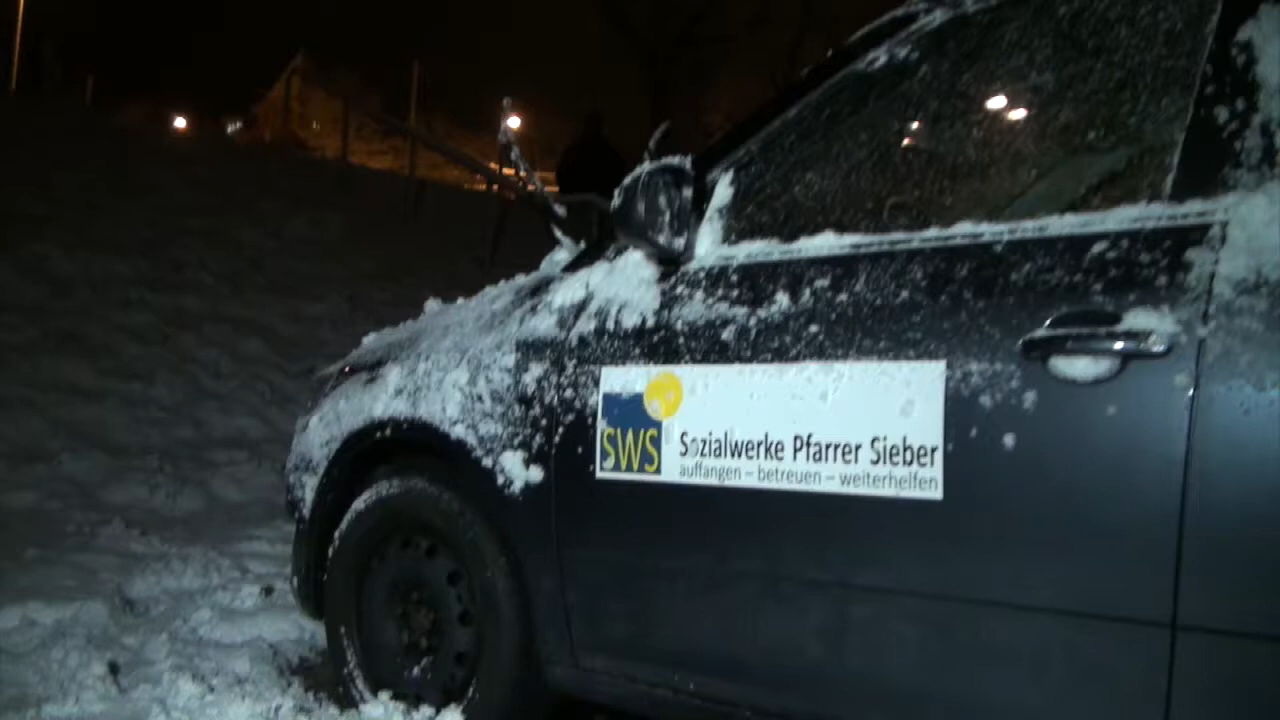 SWS
Sozialwerke Pfarrer Sieber
auffangen – betreuen – weiterhelfen